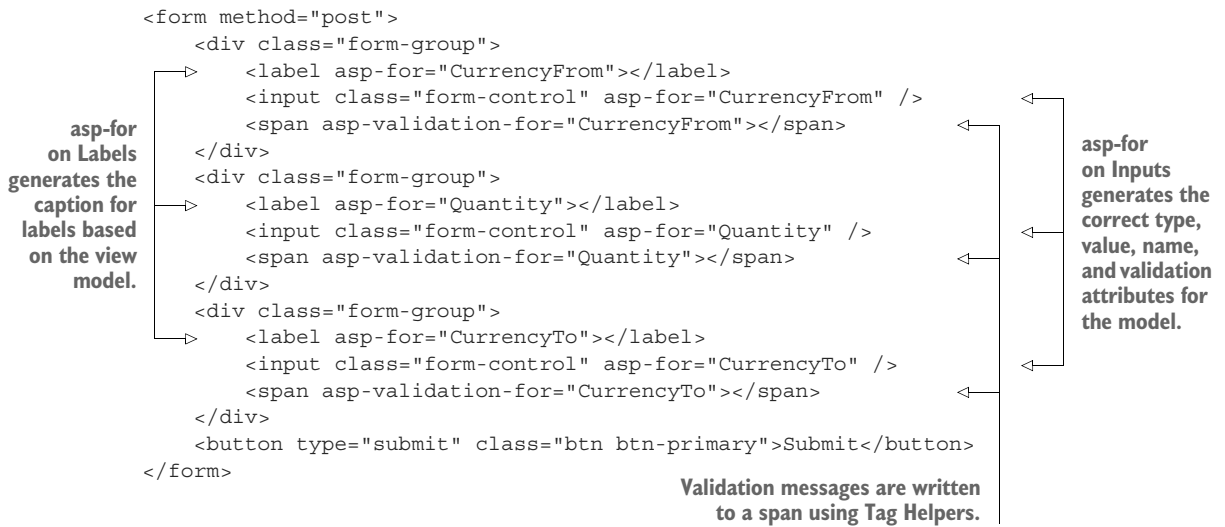 <form method="post">
    <div class="form-group">
        <label asp-for="CurrencyFrom"></label>
        <input class="form-control" asp-for="CurrencyFrom" />
        <span asp-validation-for="CurrencyFrom"></span>
    </div>
    <div class="form-group">
        <label asp-for="Quantity"></label>
        <input class="form-control" asp-for="Quantity" />
        <span asp-validation-for="Quantity"></span>
    </div>
    <div class="form-group">
        <label asp-for="CurrencyTo"></label>
        <input class="form-control" asp-for="CurrencyTo" />
        <span asp-validation-for="CurrencyTo"></span>
    </div>
    <button type="submit" class="btn btn-primary">Submit</button>
</form>
asp-for
on Labels
generates the
caption for
labels based
on the view
model.
asp-for
on Inputs
generates the
correct type,
value, name,
and validation
attributes for
the model.
Validation messages are written
to a span using Tag Helpers.